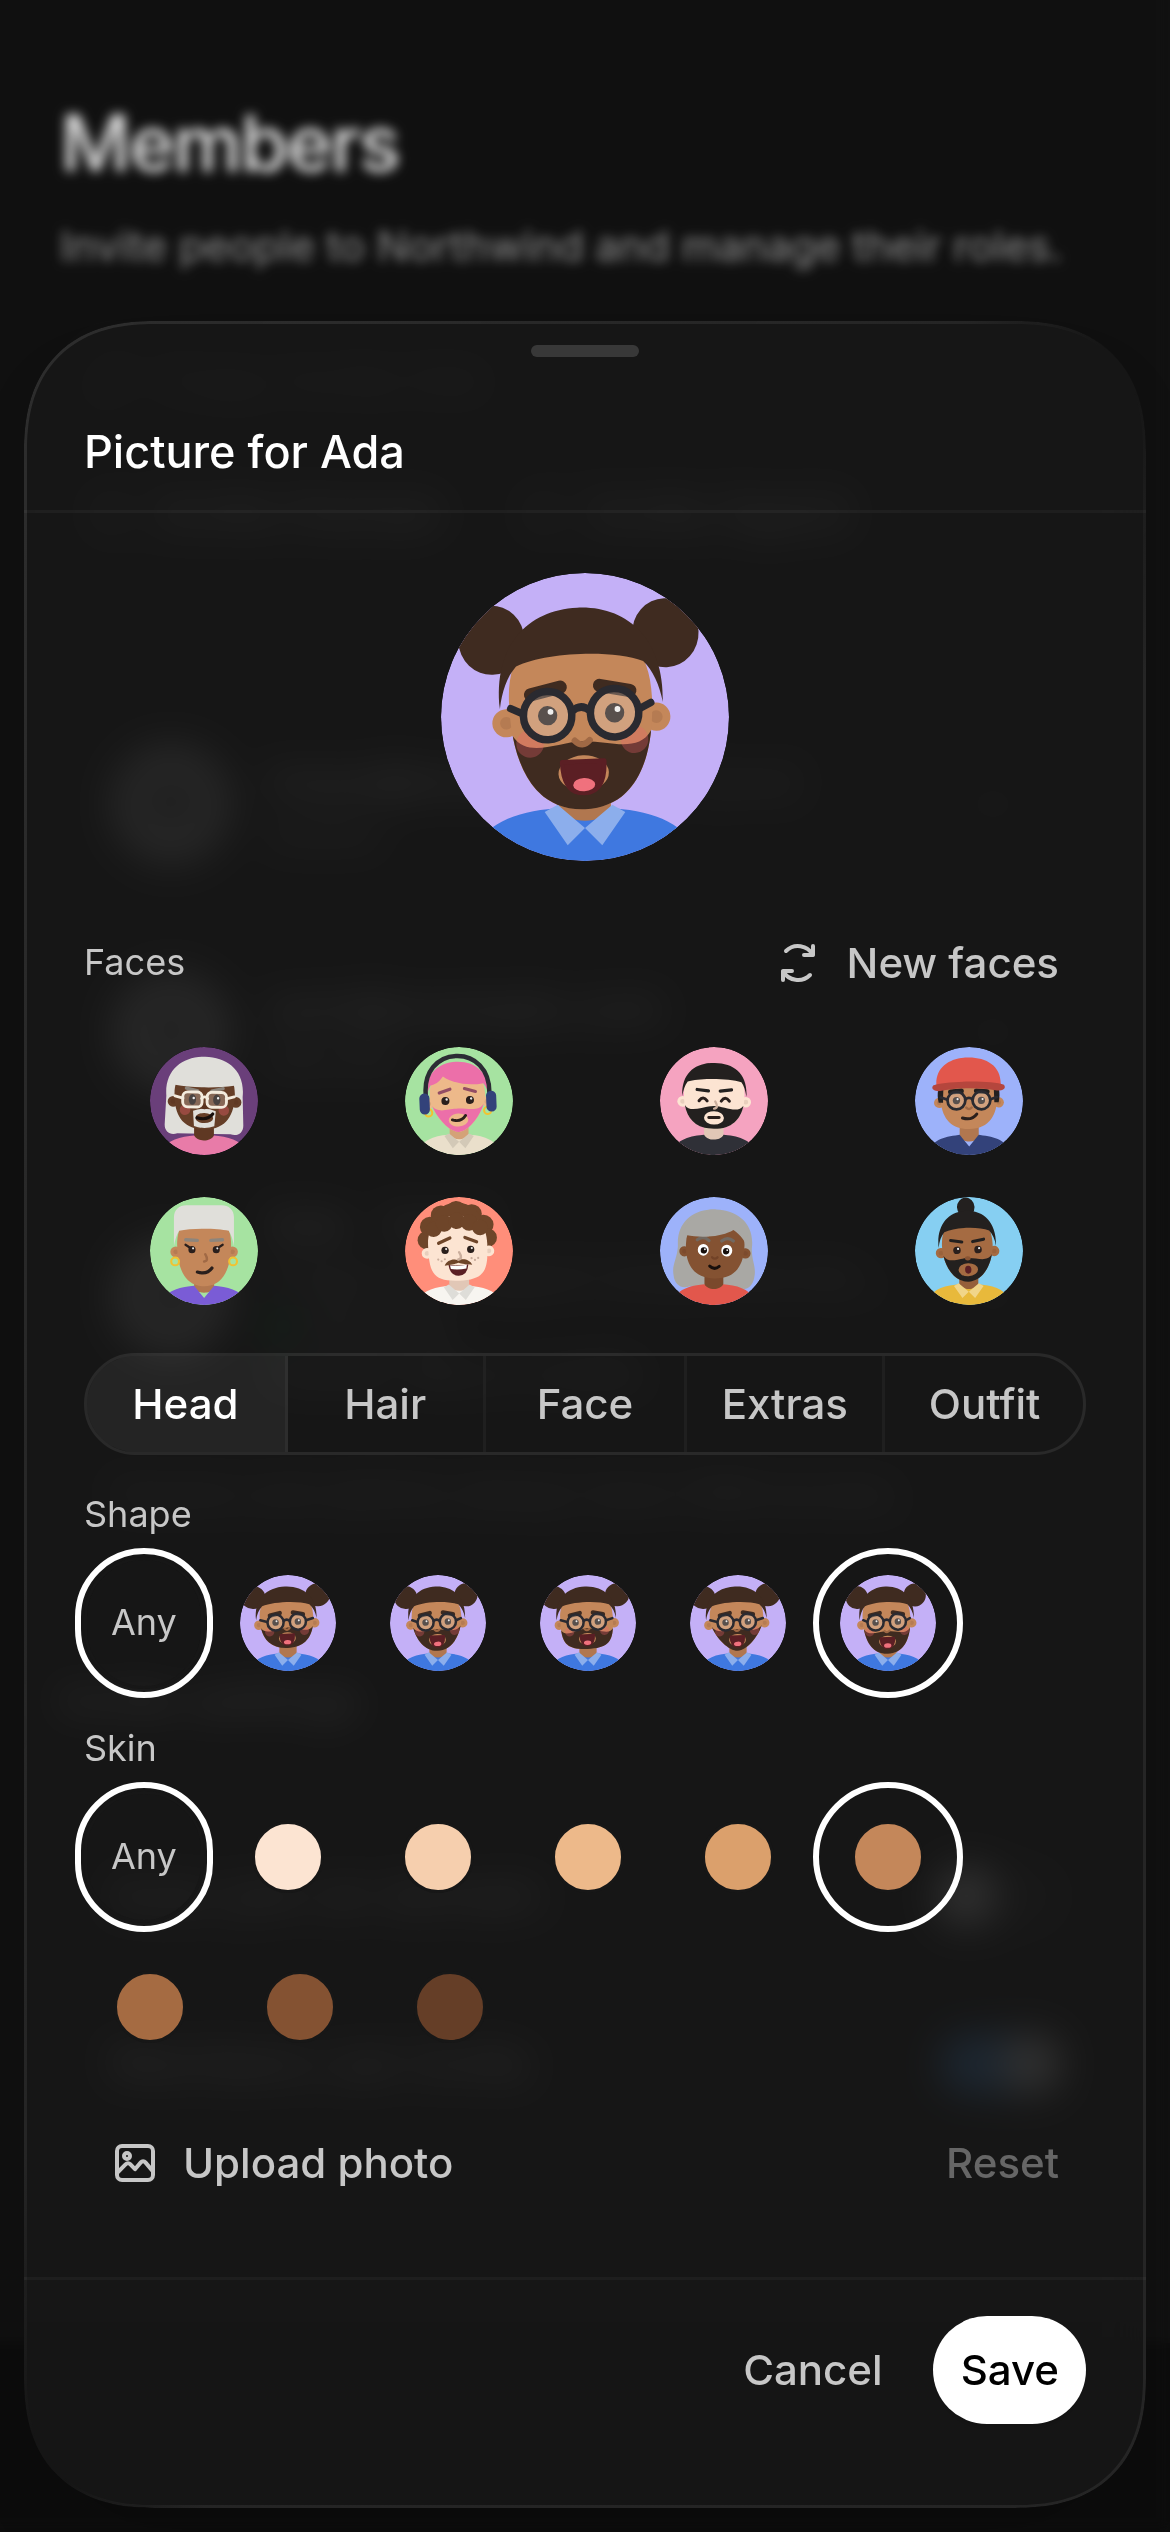 Members
Invite people to Northwind and manage their roles.
Picture for Ada
Faces
New faces
Head Hair Face Extras Outfit
Shape
Any
Skin
Any
Upload photo
Reset
Cancel
Save